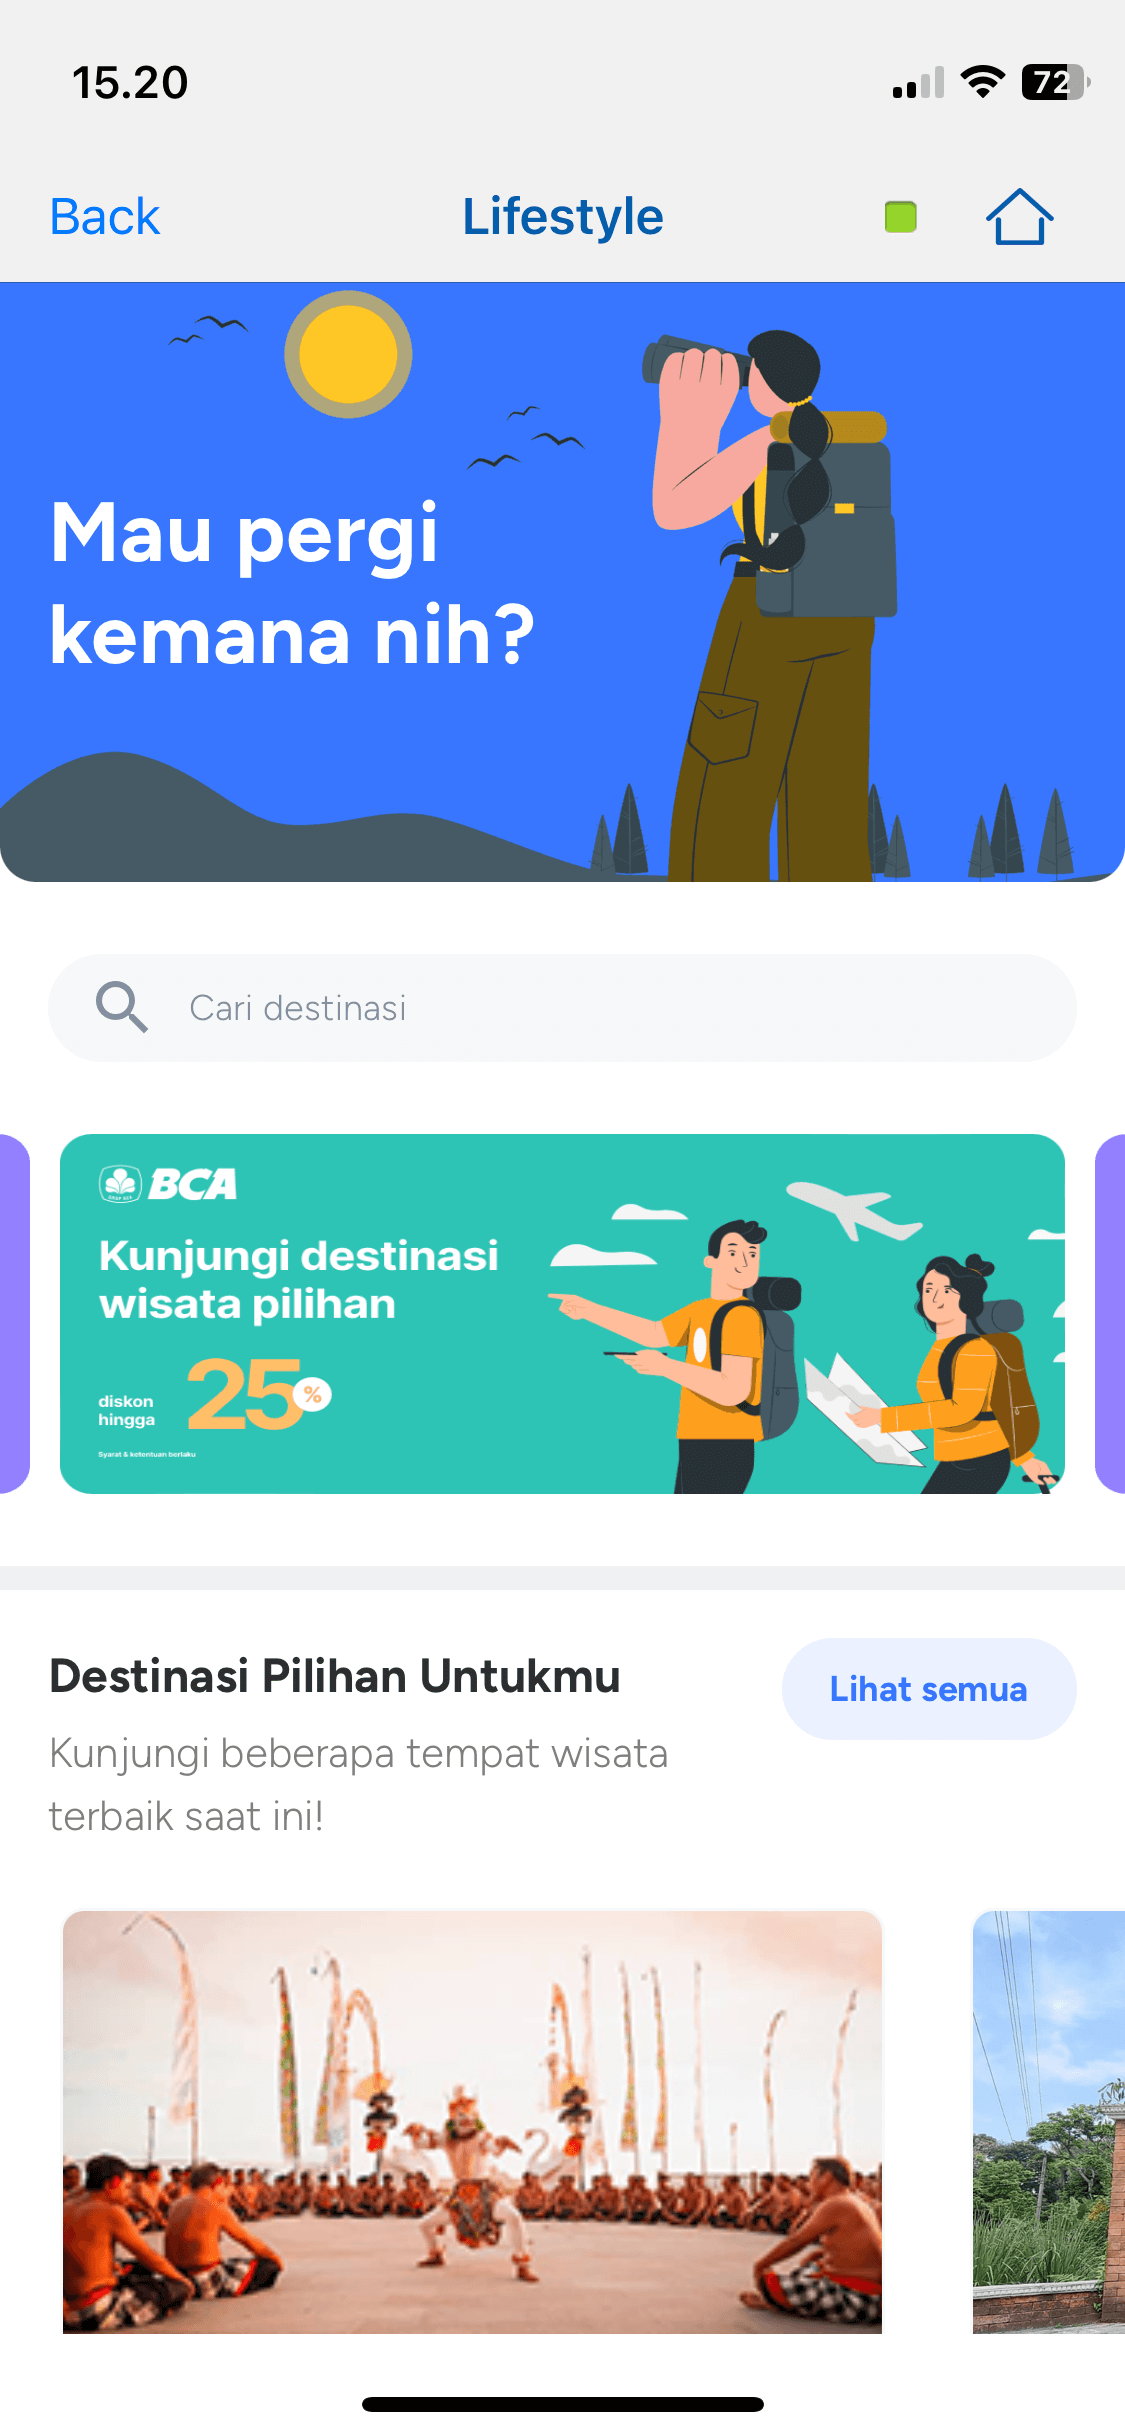 15.20
72
Back
Lifestyle
Mau pergi
kemana nih?
Cari destinasi
BCA
Kunjungi destinasi
wisata pilihan
diskon
hingga
25%
Syarat & ketentuan berlaku
Destinasi Pilihan Untukmu
Lihat semua
Kunjungi beberapa tempat wisata
terbaik saat ini!